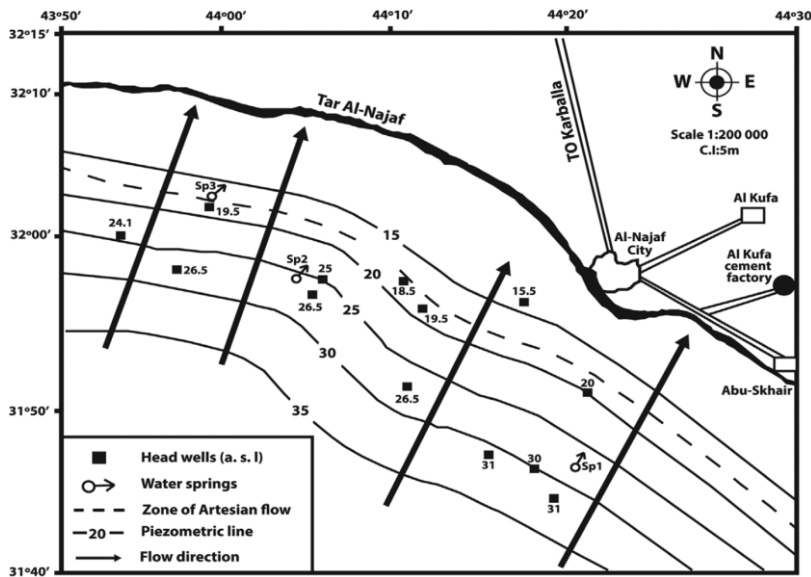 43°50' 44°00' 44°10' 44°20' 44°30'
32°15'
N
W E
S
Scale 1:200 000
C.I:5m
TO Karballa
32°10'
Tar Al-Najaf
Sp3
19.5
Al Kufa
24.1
32°00'
15
Al-Najaf
City
Al Kufa
cement
factory
Sp2
26.5
25
20
18.5
15.5
26.5
25
19.5
30
20
Abu-Skhair
26.5
31°50'
35
31
30
Sp1
31
Head wells (a. s. l)
Water springs
Zone of Artesian flow
20 Piezometric line
Flow direction
31°40'